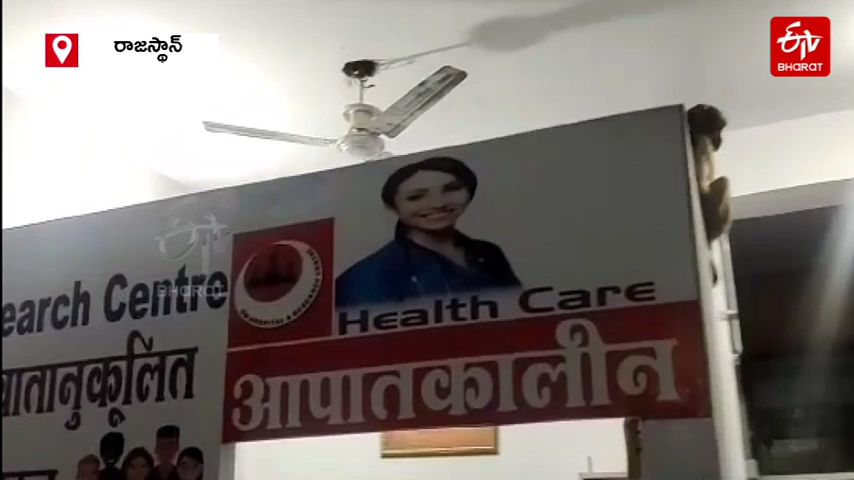 రాజస్థాన్
ETV
BHARAT
earch Centre
Health Care
आपातकालीन
वातानुकूलित